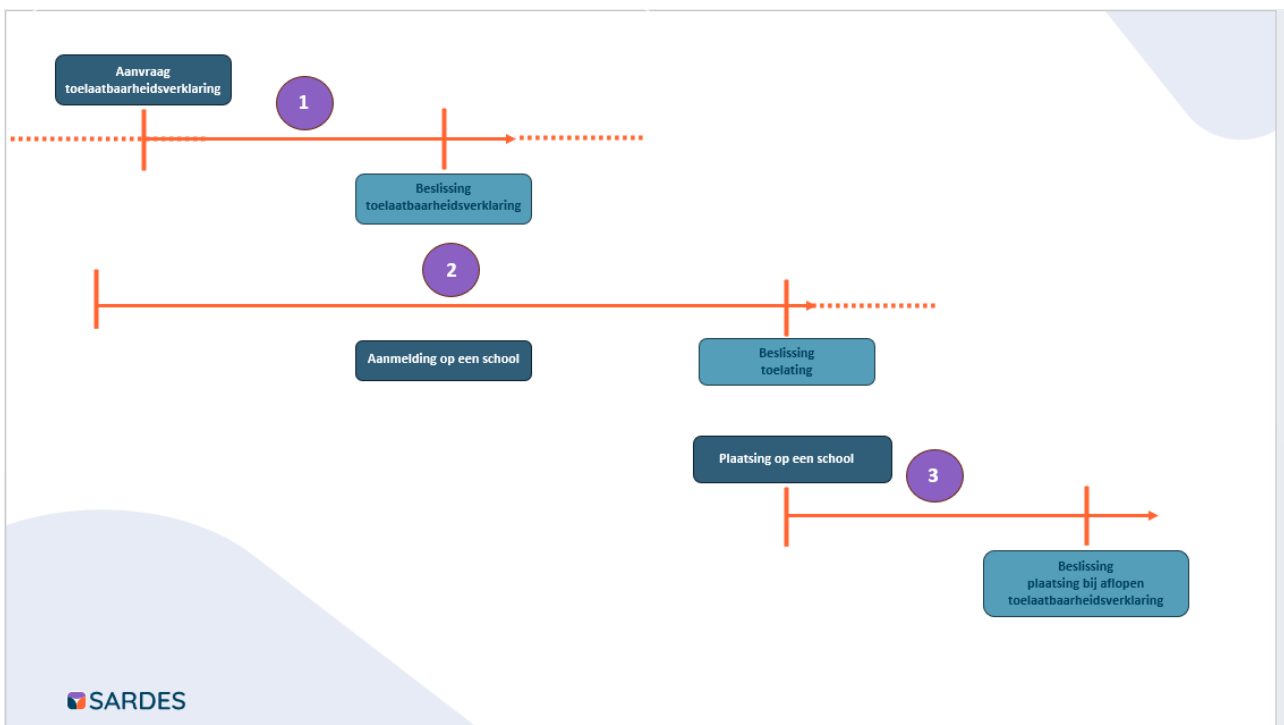 Aanvraag
toelaatbaarheidsverklaring
1
Beslissing
toelaatbaarheidsverklaring
2
Aanmelding op een school
Beslissing
toelating
Plaatsing op een school
3
Beslissing
plaatsing bij aflopen
toelaatbaarheidsverklaring
SARDES